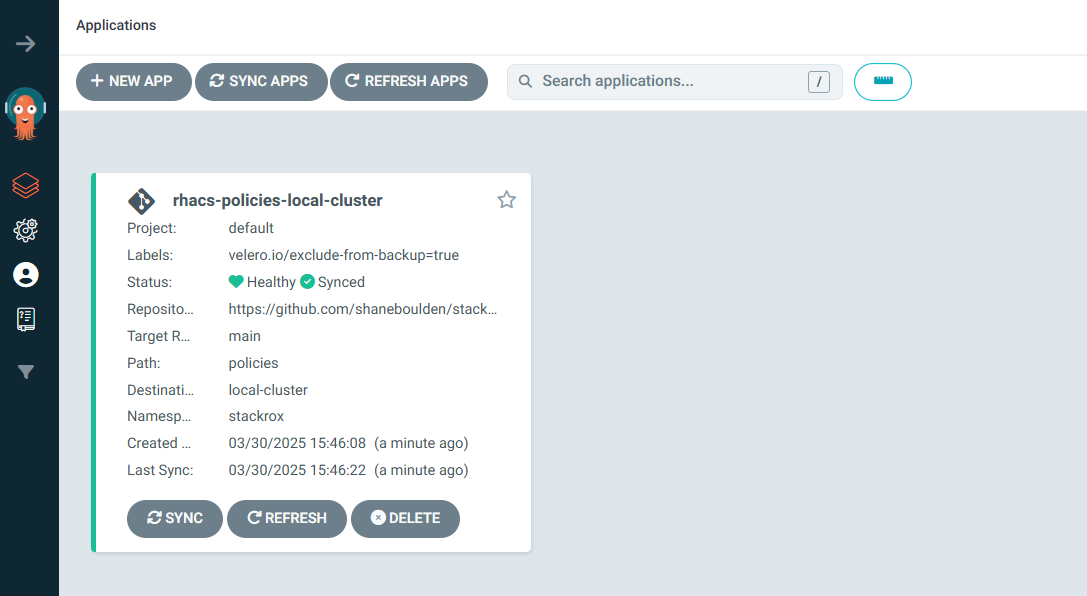 Applications
NEW APP SYNC APPS REFRESH APPS Search applications... /
rhacs-policies-local-cluster
Project: default
Labels: velero.io/exclude-from-backup=true
Status: Healthy Synced
Reposito... https://github.com/shaneboulden/stack...
Target R... main
Path: policies
Destinati... local-cluster
Namesp... stackrox
Created ... 03/30/2025 15:46:08 (a minute ago)
Last Sync: 03/30/2025 15:46:22 (a minute ago)
SYNC REFRESH DELETE